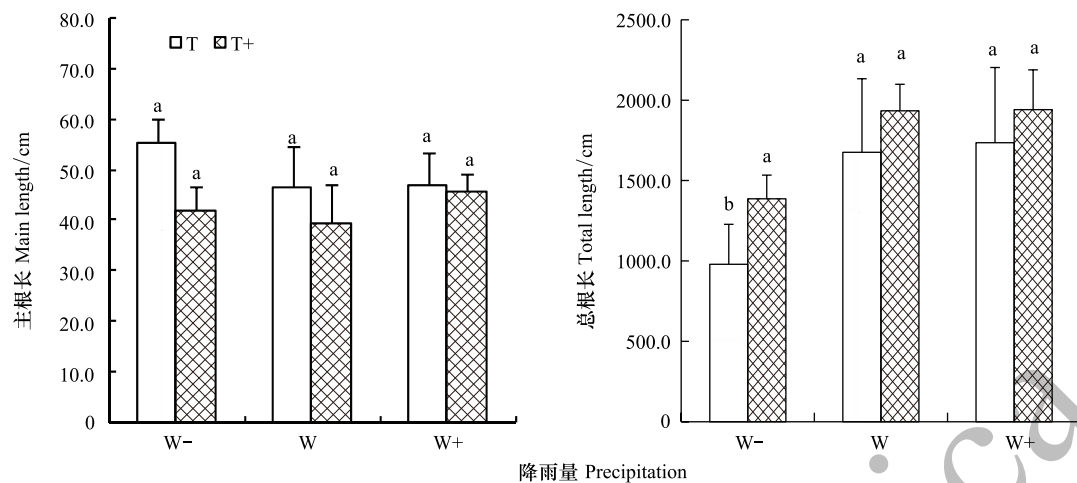 80.0
70.0
60.0
50.0
40.0
30.0
20.0
10.0
0
主根长 Main length/cm
T T+
a a a a a a
W− W W+
2500.0
2000.0
1500.0
1000.0
500.0
0
总根长 Total length/cm
b a a a a a
W− W W+
降雨量 Precipitation
ica